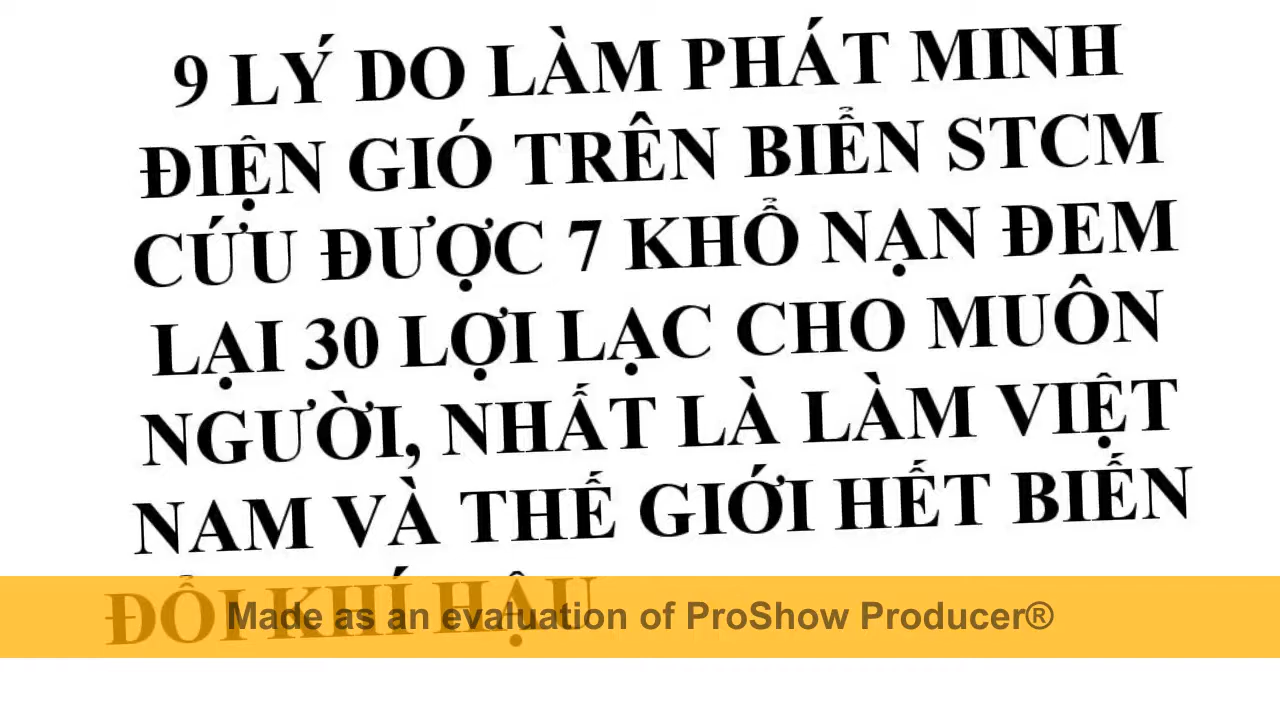 9 LÝ DO LÀM PHÁT MINH
ĐIỆN GIÓ TRÊN BIỂN STCM
CỨU ĐƯỢC 7 KHỔ NẠN ĐEM
LẠI 30 LỢI LẠC CHO MUÔN
NGƯỜI, NHẤT LÀ LÀM VIỆT
NAM VÀ THẾ GIỚI HẾT BIẾN
ĐỔI KHÍ HẬU
Made as an evaluation of ProShow Producer®